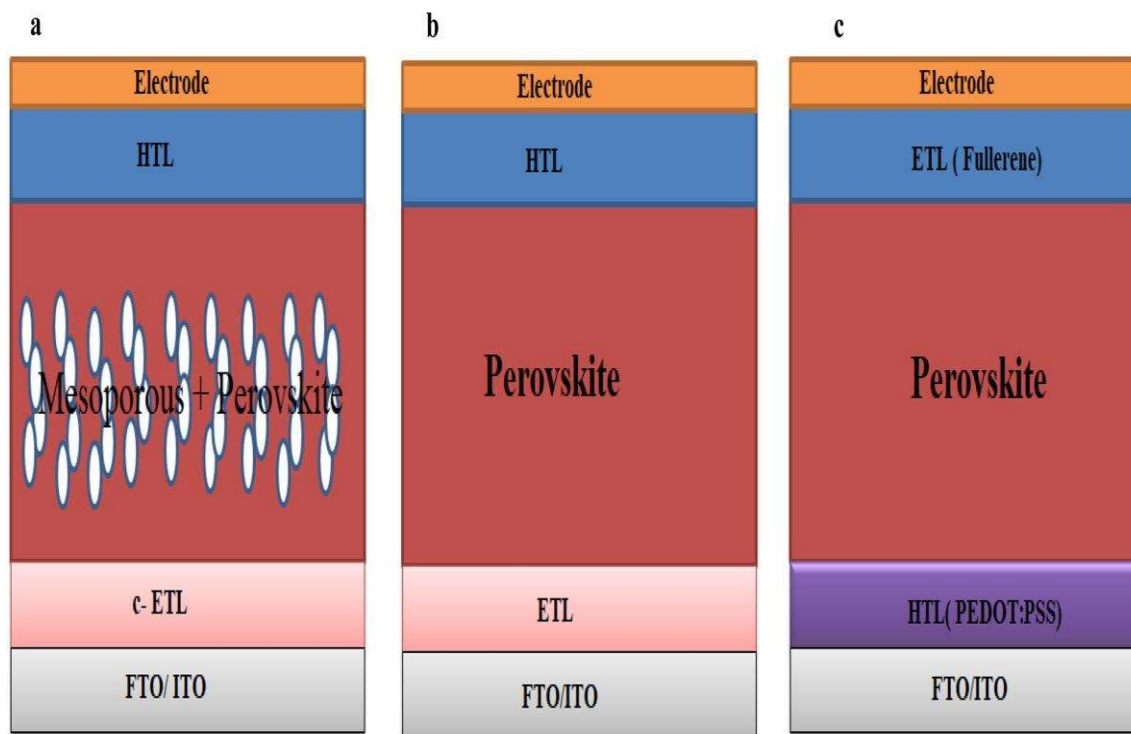 a
Electrode
HTL
Mesoporous + Perovskite
c- ETL
FTO/ ITO
b
Electrode
HTL
Perovskite
ETL
FTO/ITO
c
Electrode
ETL ( Fullerene)
Perovskite
HTL( PEDOT:PSS)
FTO/ITO